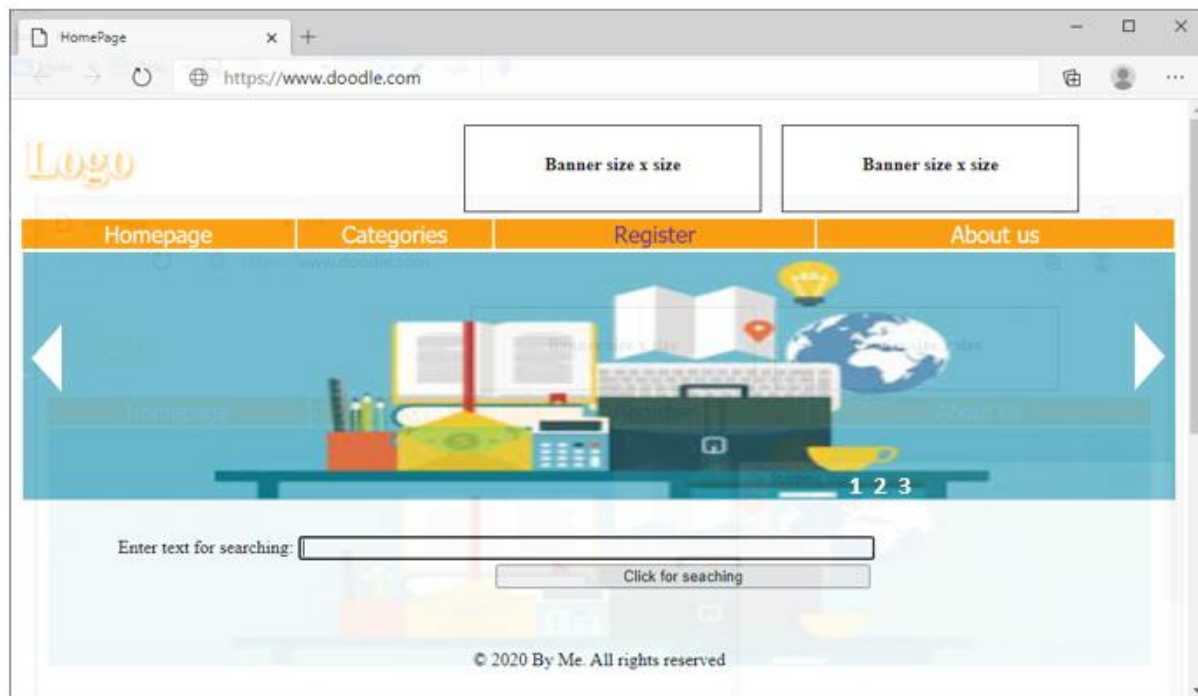 HomePage
https://www.doodle.com
Logo
Banner size x size Banner size x size
Homepage Categories Register About us
1 2 3
Enter text for searching:
Click for seaching
© 2020 By Me. All rights reserved